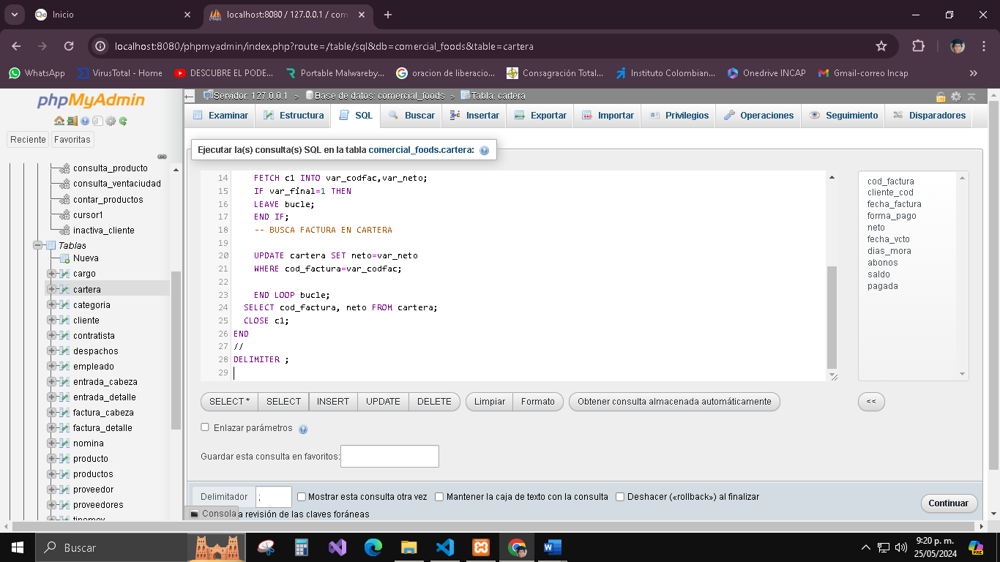 Inicio
localhost:8080 / 127.0.0.1 / com
localhost:8080/phpmyadmin/index.php?route=/table/sql&db=comercial_foods&table=cartera
WhatsApp
VirusTotal - Home
DESCUBRE EL PODE...
Portable Malwareby...
oracion de liberacio...
Consagración Total...
Instituto Colombian...
Onedrive INCAP
Gmail-correo Incap
phpMyAdmin
Reciente
Favoritas
consulta_producto
consulta_ventaciudad
contar_productos
cursor1
inactiva_cliente
Tablas
Nueva
cargo
cartera
categoria
cliente
contratista
despachos
empleado
entrada_cabeza
entrada_detalle
factura_cabeza
factura_detalle
nomina
producto
productos
proveedor
proveedores
Servidor: 127.0.0.1 » Base de datos: comercial_foods » Tabla: cartera
Examinar
Estructura
SQL
Buscar
Insertar
Exportar
Importar
Privilegios
Operaciones
Seguimiento
Disparadores
Ejecutar la(s) consulta(s) SQL en la tabla comercial_foods.cartera:
14 FETCH c1 INTO var_codfac,var_neto;
15 IF var_final=1 THEN
16 LEAVE bucle;
17 END IF;
18 -- BUSCA FACTURA EN CARTERA
19
20 UPDATE cartera SET neto=var_neto
21 WHERE cod_factura=var_codfac;
22
23 END LOOP bucle;
24 SELECT cod_factura, neto FROM cartera;
25 CLOSE c1;
26 END
27 //
28 DELIMITER ;
29
cod_factura
cliente_cod
fecha_factura
forma_pago
neto
fecha_vcto
dias_mora
abonos
saldo
pagada
SELECT *
SELECT
INSERT
UPDATE
DELETE
Limpiar
Formato
Obtener consulta almacenada automáticamente
<<
Enlazar parámetros
Guardar esta consulta en favoritos:
Delimitador ;
Mostrar esta consulta otra vez
Mantener la caja de texto con la consulta
Deshacer («rollback») al finalizar
Consola
a revisión de las claves foráneas
Continuar
Buscar
9:20 p. m.
25/05/2024